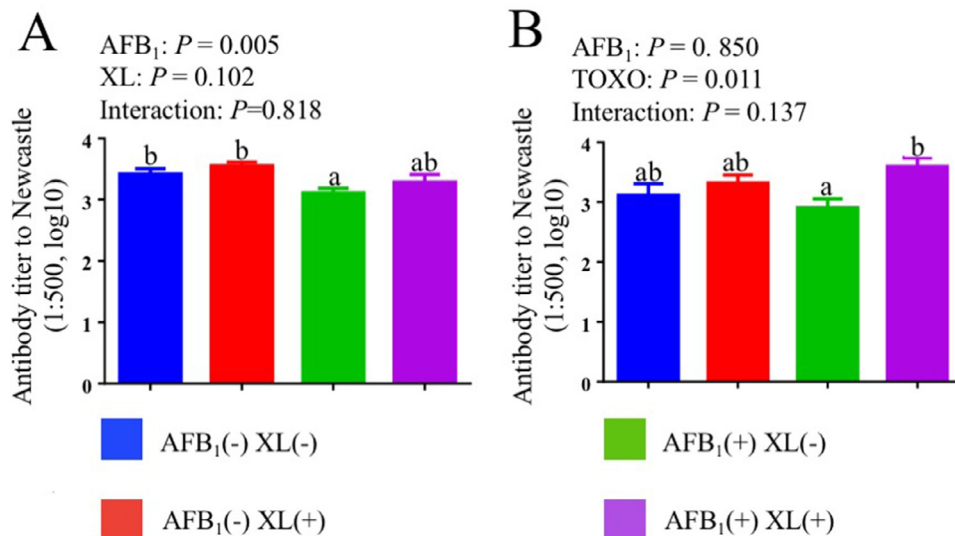 A
AFB₁: P = 0.005
XL: P = 0.102
Interaction: P=0.818
Antibody titer to Newcastle
(1:500, log10)
4
3
2
1
0
b
b
a
ab
B
AFB₁: P = 0. 850
TOXO: P = 0.011
Interaction: P = 0.137
Antibody titer to Newcastle
(1:500, log10)
4
3
2
1
0
ab
ab
a
b
AFB₁(-) XL(-)
AFB₁(+) XL(-)
AFB₁(-) XL(+)
AFB₁(+) XL(+)